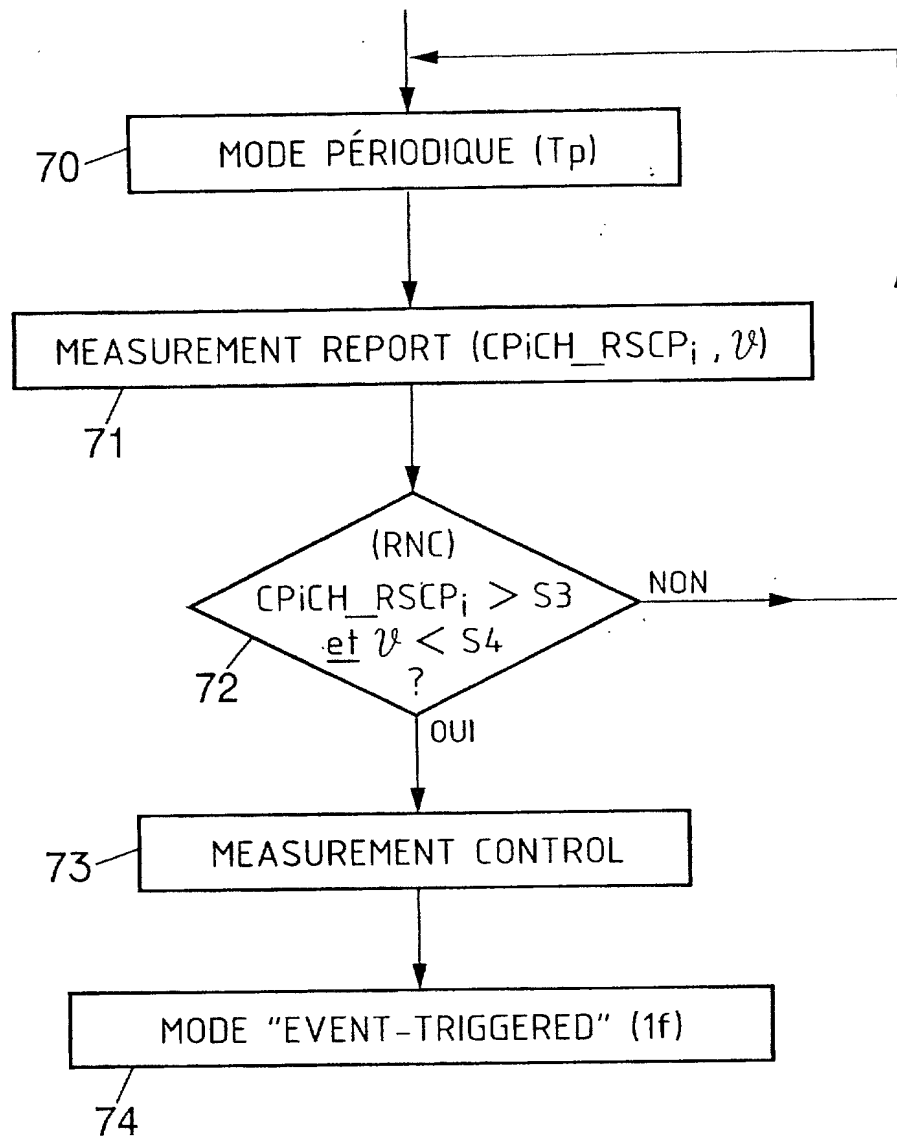 70
MODE PÉRIODIQUE (Tp)
MEASUREMENT REPORT (CPiCH_RSCPi, v)
71
(RNC)
CPiCH_RSCPi > S3
et v < S4
?
72
NON
OUI
73
MEASUREMENT CONTROL
MODE "EVENT-TRIGGERED" (1f)
74